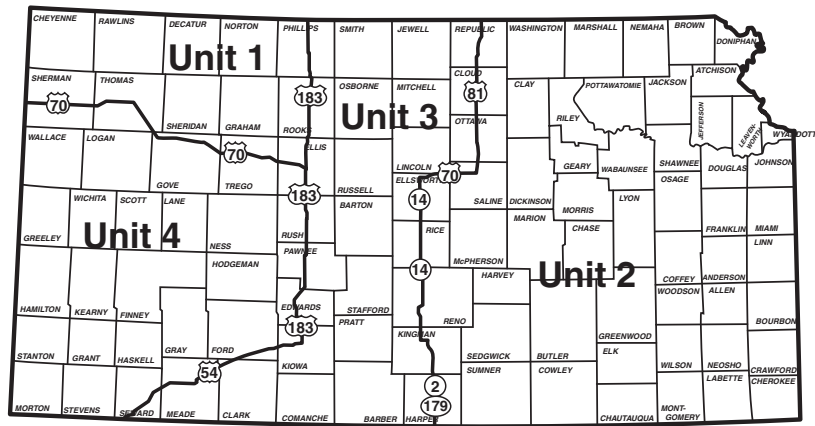 CHEYENNE RAWLINS DECATUR NORTON PHILLIPS SMITH JEWELL REPUBLIC WASHINGTON MARSHALL NEMAHA BROWN
DONIPHAN
Unit 1
ATCHISON
SHERMAN THOMAS OSBORNE MITCHELL CLOUD CLAY POTTAWATOMIE JACKSON
70 183 81
Unit 3
SHERIDAN GRAHAM ROOKS OTTAWA RILEY JEFFERSON LEAVEN-
WORTH
WYANDOTT
WALLACE LOGAN ELLIS
70
GOVE TREGO LINCOLN 70 GEARY WABAUNSEE SHAWNEE DOUGLAS JOHNSON
ELLSWORTH
183 RUSSELL 14 OSAGE
WICHITA SCOTT LANE BARTON SALINE DICKINSON LYON
MARION MORRIS
GREELEY Unit 4 NESS RUSH RICE CHASE FRANKLIN MIAMI
PAWNEE LINN
HODGEMAN McPHERSON
14 HARVEY Unit 2 COFFEY ANDERSON
WOODSON ALLEN
HAMILTON KEARNY FINNEY EDWARDS STAFFORD
183 PRATT RENO BOURBON
KINGMAN GREENWOOD
STANTON GRANT HASKELL GRAY FORD SEDGWICK BUTLER ELK
54 KIOWA SUMNER COWLEY WILSON NEOSHO CRAWFORD
LABETTE CHEROKEE
2
MORTON STEVENS SEWARD MEADE CLARK COMANCHE BARBER HARPER 179 CHAUTAUQUA MONT-
GOMERY